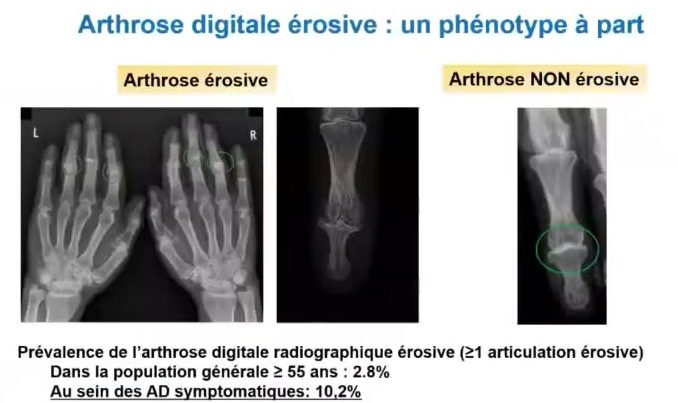 Arthrose digitale érosive : un phénotype à part
Arthrose érosive
Arthrose NON érosive
L
R
Prévalence de l'arthrose digitale radiographique érosive (≥1 articulation érosive)
Dans la population générale ≥ 55 ans : 2.8%
Au sein des AD symptomatiques: 10,2%